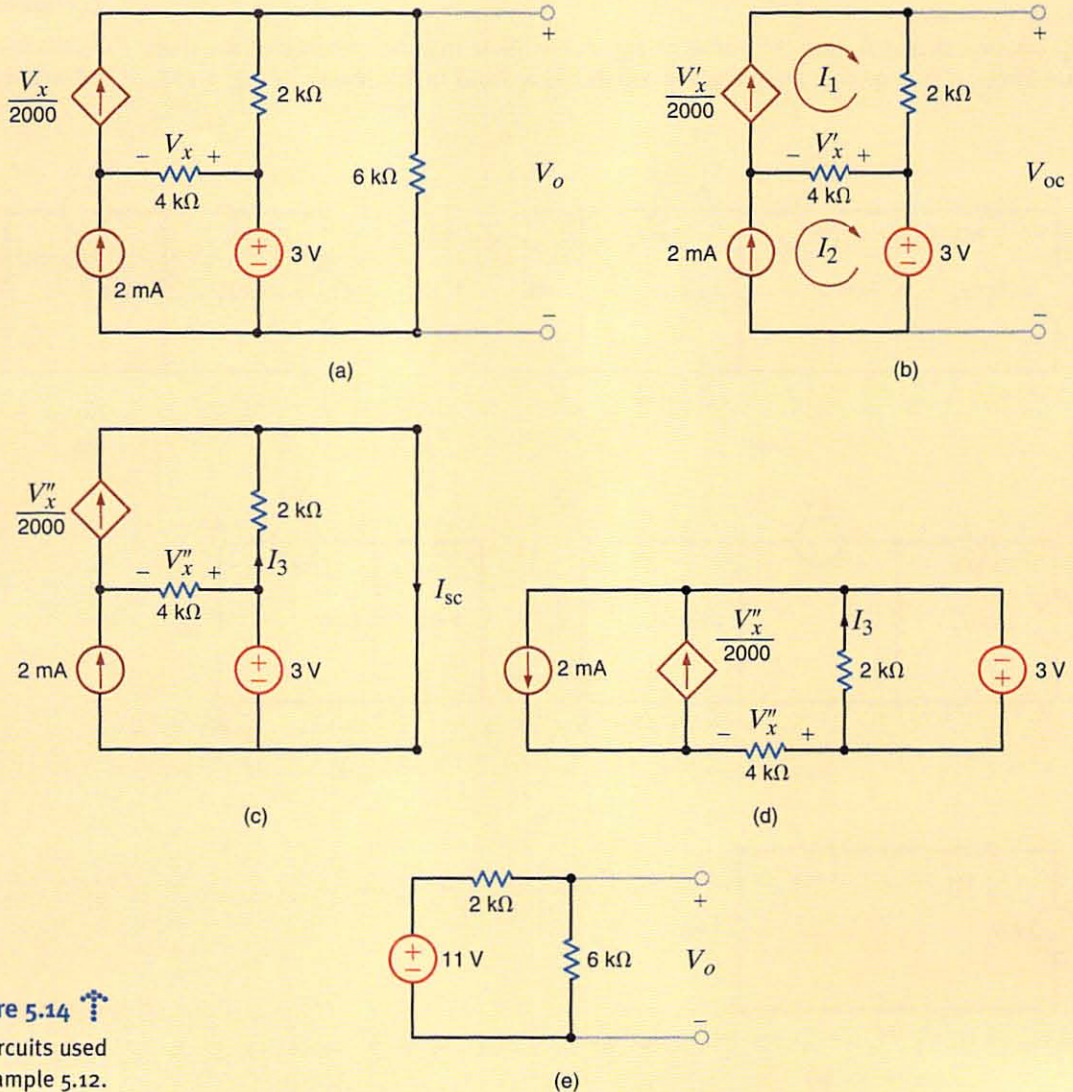 +
V_x
2000
2 kΩ
− V_x +
4 kΩ
6 kΩ
V_o
2 mA
+
−
3 V
−
(a)
+
V'_x
2000
I_1
2 kΩ
− V'_x +
4 kΩ
V_oc
2 mA
I_2
+
−
3 V
−
(b)
V''_x
2000
2 kΩ
− V''_x +
4 kΩ
I_3
I_sc
2 mA
+
−
3 V
(c)
2 mA
V''_x
2000
I_3
2 kΩ
−
+
3 V
− V''_x +
4 kΩ
(d)
2 kΩ
+
+
−
11 V
6 kΩ
V_o
−
(e)
re 5.14
rcuits used
ample 5.12.